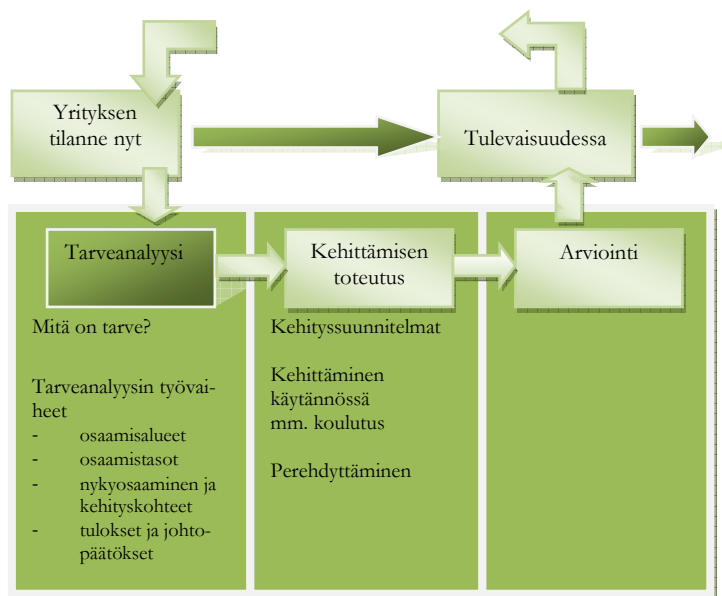 Yrityksen
tilanne nyt
Tulevaisuudessa
Tarveanalyysi
Mitä on tarve?
Tarveanalyysin työvai-
heet
- osaamisalueet
- osaamistasot
- nykyosaaminen ja
kehityskohteet
- tulokset ja johto-
päätökset
Kehittämisen
toteutus
Kehityssuunnitelmat
Kehittäminen
käytännössä
mm. koulutus
Perehdyttäminen
Arviointi